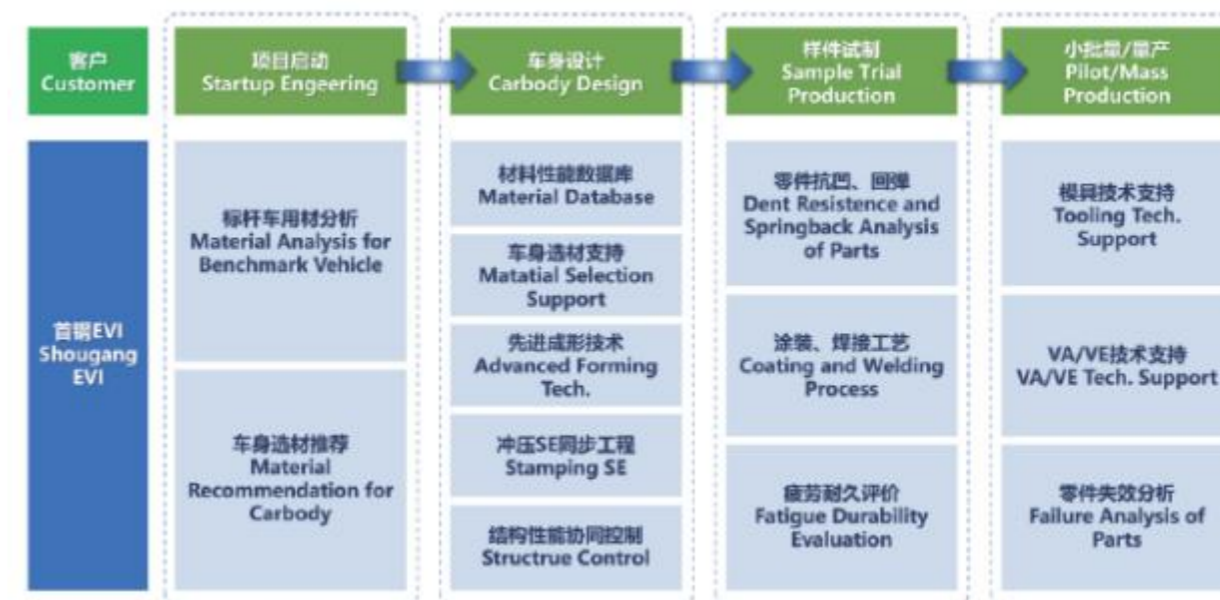 客户
Customer
项目启动
Startup Engeering
车身设计
Carbody Design
样件试制
Sample Trial
Production
小批量/量产
Pilot/Mass
Production
首钢EVI
Shougang
EVI
标杆车用材分析
Material Analysis for
Benchmark Vehicle
车身选材推荐
Material
Recommendation for
Carbody
材料性能数据库
Material Database
车身选材支持
Matatial Selection
Support
先进成形技术
Advanced Forming
Tech.
冲压SE同步工程
Stamping SE
结构性能协同控制
Structrue Control
零件抗凹、回弹
Dent Resistence and
Springback Analysis
of Parts
涂装、焊接工艺
Coating and Welding
Process
疲劳耐久评价
Fatigue Durability
Evaluation
模具技术支持
Tooling Tech.
Support
VA/VE技术支持
VA/VE Tech. Support
零件失效分析
Failure Analysis of
Parts